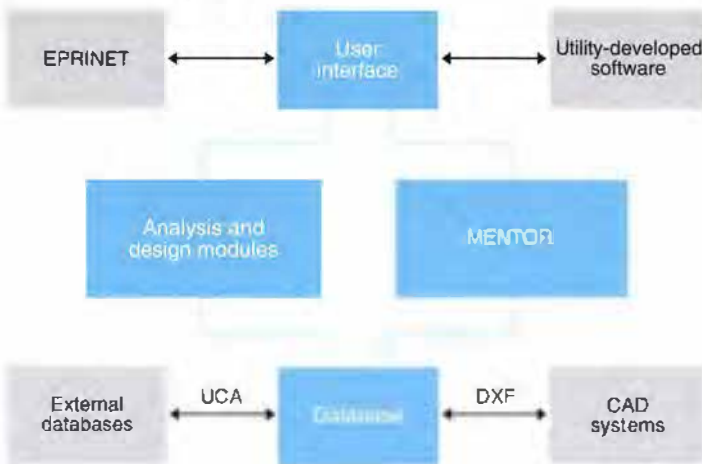 EPRINET
User
interface
Utility-developed
software
Analysis and
design modules
MENTOR
External
databases
UCA
Database
DXF
CAD
systems